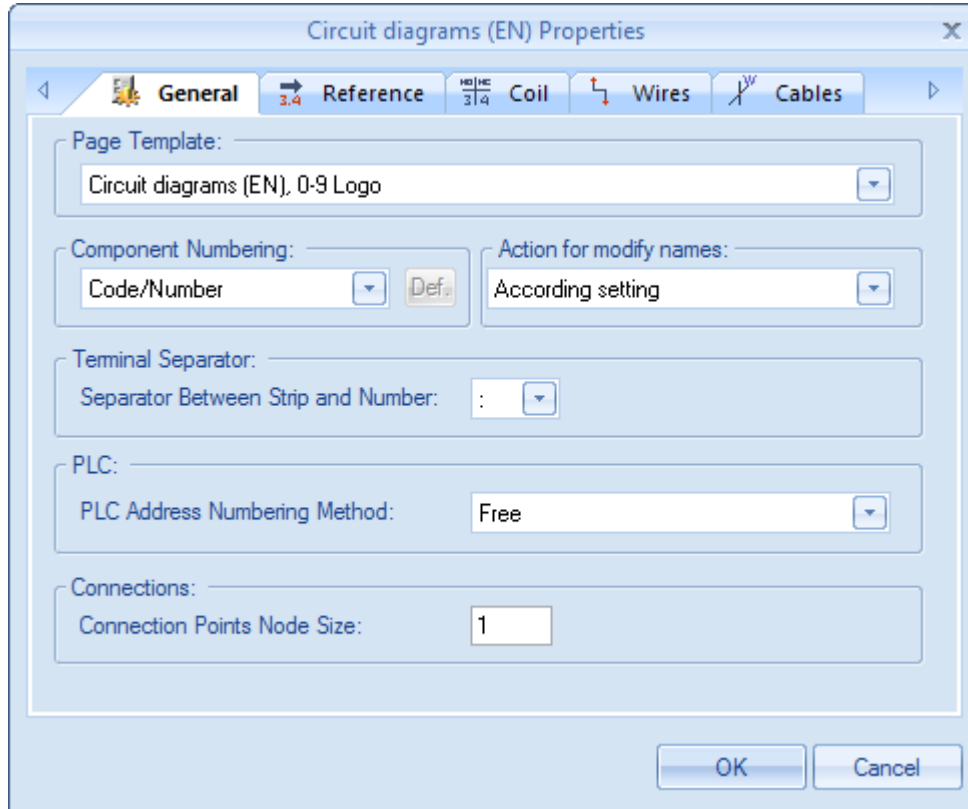 Circuit diagrams (EN) Properties
General Reference Coil Wires Cables
Page Template:
Circuit diagrams (EN), 0-9 Logo
Component Numbering:
Code/Number Def.
Action for modify names:
According setting
Terminal Separator:
Separator Between Strip and Number: :
PLC:
PLC Address Numbering Method: Free
Connections:
Connection Points Node Size: 1
OK Cancel